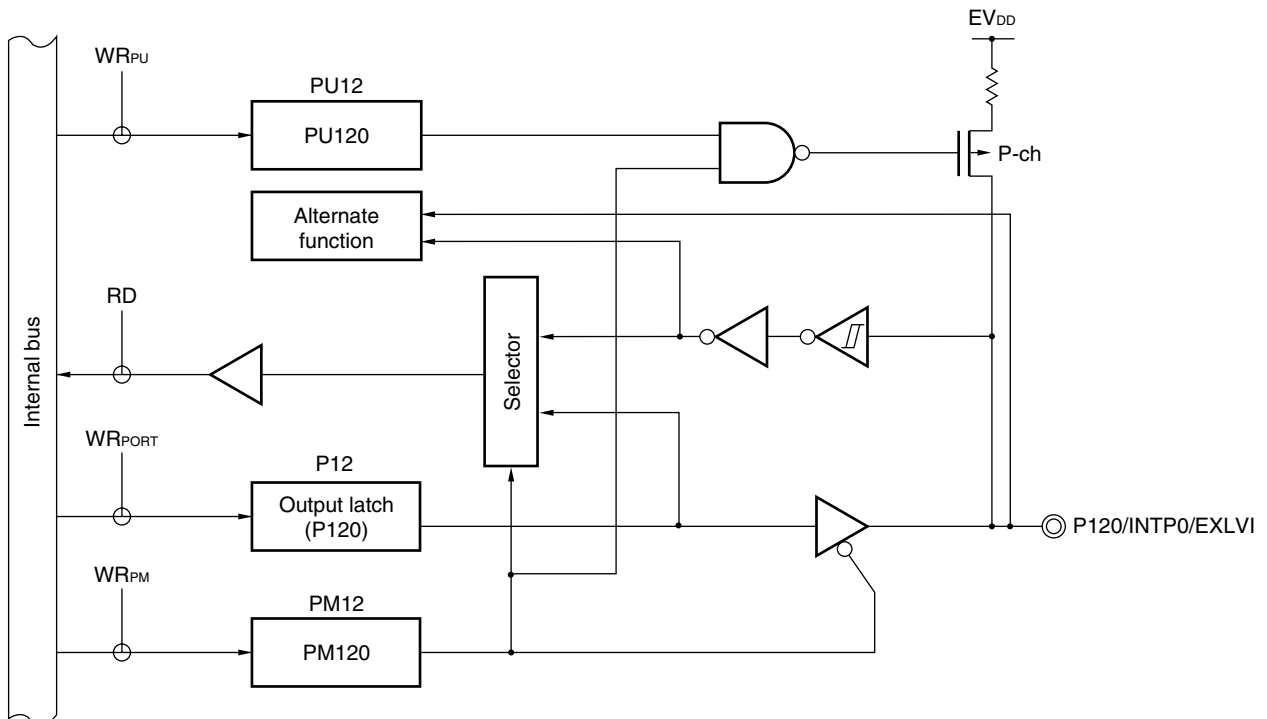 EVDD
WRPU
PU12
PU120
P-ch
Alternate
function
RD
Internal bus
Selector
WRPORT
P12
Output latch
(P120)
P120/INTP0/EXLVI
WRPM
PM12
PM120